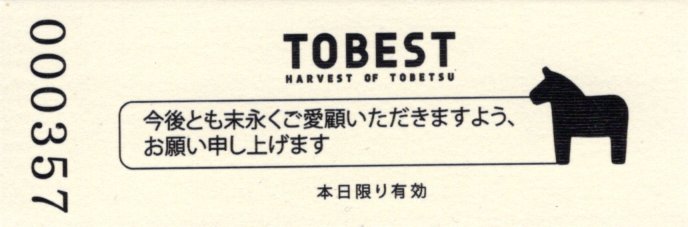 000357
TOBEST
HARVEST OF TOBETSU
今後とも末永くご愛顧いただきますよう、
お願い申し上げます
本日限り有効